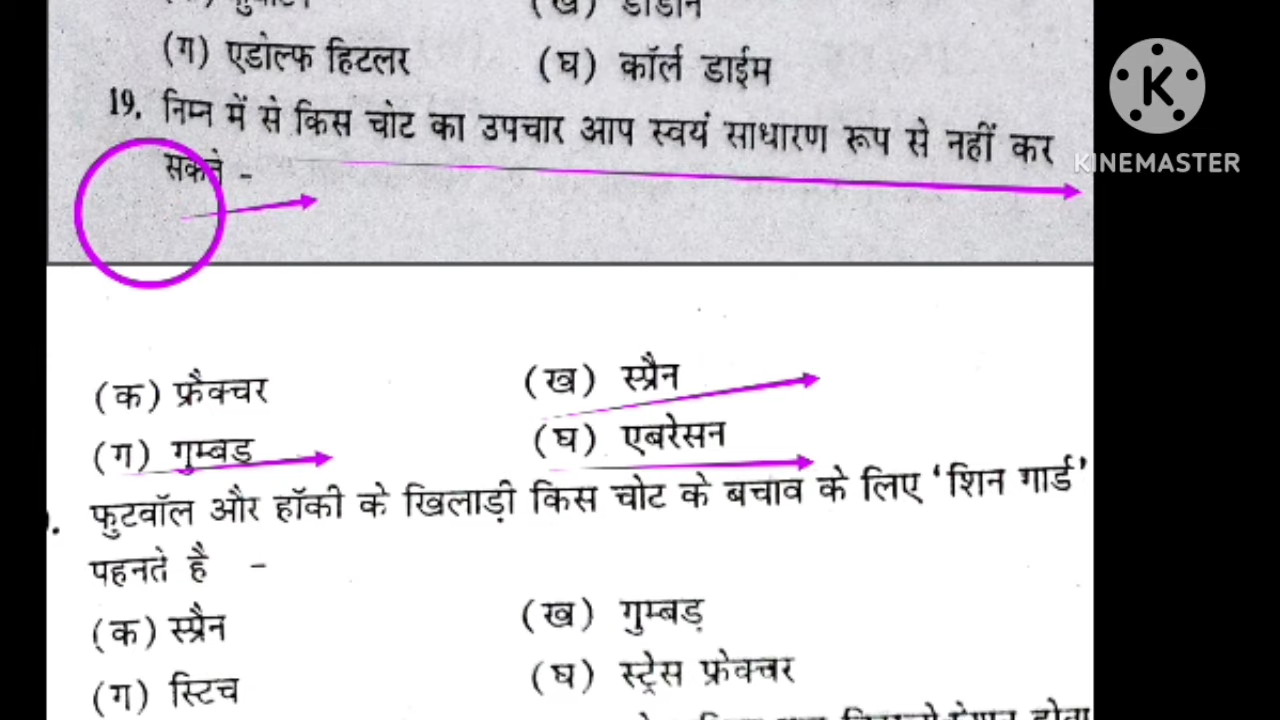 (ख) डाडान
(ग) एडोल्फ हिटलर (घ) कॉर्ल डाईम
19. निम्न में से किस चोट का उपचार आप स्वयं साधारण रूप से नहीं कर
सकते -
K
KINEMASTER
(क) फ्रैक्चर (ख) स्प्रैन
(ग) गुम्बड़ (घ) एबरेसन
. फुटवॉल और हॉकी के खिलाड़ी किस चोट के बचाव के लिए 'शिन गार्ड'
पहनते है -
(क) स्प्रैन (ख) गुम्बड़
(ग) स्टिच (घ) स्ट्रेस फ्रेक्चर